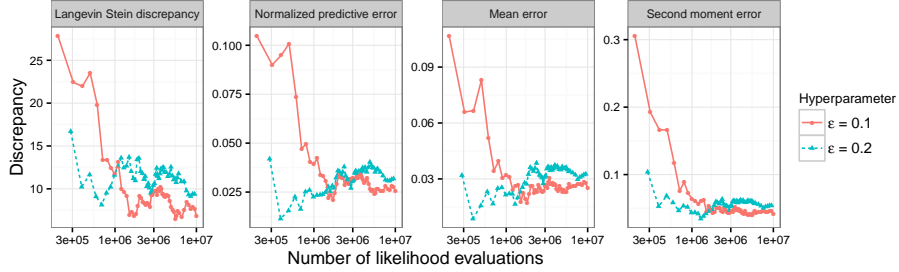 Langevin Stein discrepancy
Normalized predictive error
Mean error
Second moment error
Discrepancy
25
20
15
10
0.100
0.075
0.050
0.025
0.09
0.06
0.03
0.3
0.2
0.1
3e+05 1e+06 3e+06 1e+07
3e+05 1e+06 3e+06 1e+07
3e+05 1e+06 3e+06 1e+07
3e+05 1e+06 3e+06 1e+07
Number of likelihood evaluations
Hyperparameter
ε = 0.1
ε = 0.2